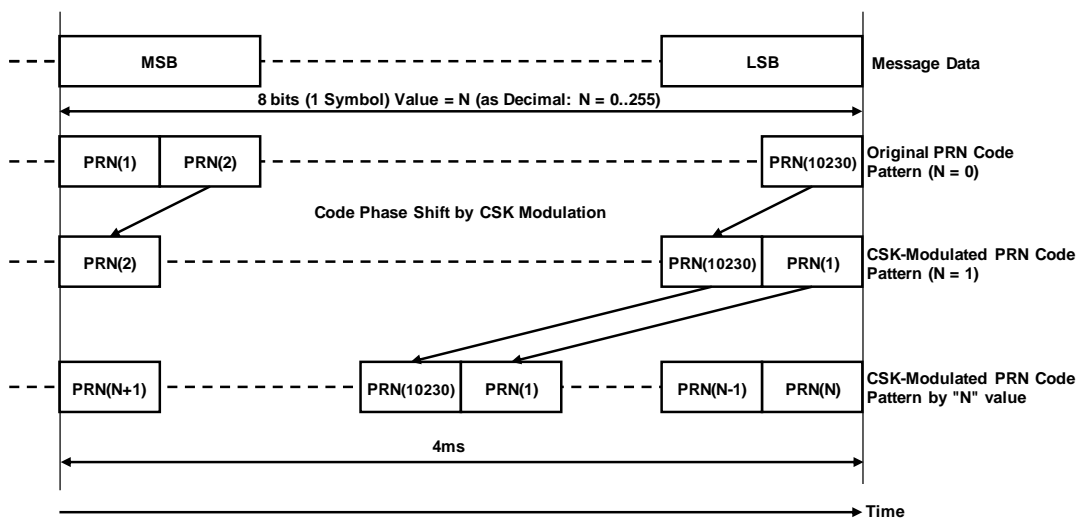 MSB
LSB
Message Data
8 bits (1 Symbol) Value = N (as Decimal: N = 0..255)
PRN(1)
PRN(2)
PRN(10230)
Original PRN Code
Pattern (N = 0)
Code Phase Shift by CSK Modulation
PRN(2)
PRN(10230)
PRN(1)
CSK-Modulated PRN Code
Pattern (N = 1)
PRN(N+1)
PRN(10230)
PRN(1)
PRN(N-1)
PRN(N)
CSK-Modulated PRN Code
Pattern by "N" value
4ms
Time